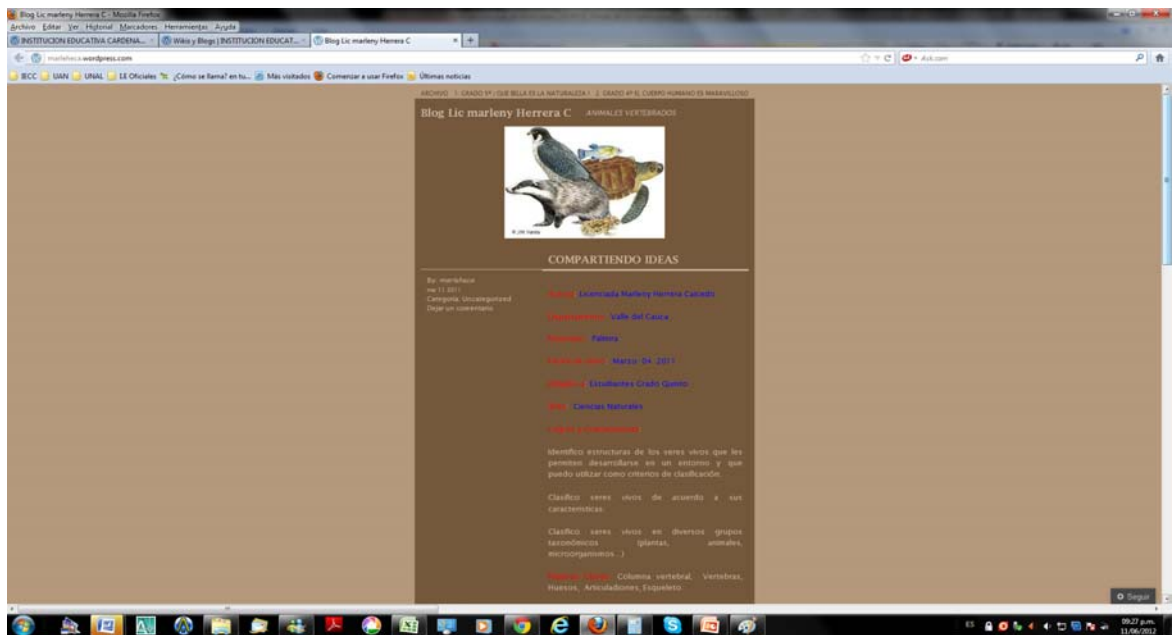 Blog Lic marleny Herrera C - Mozilla Firefox
Archivo Editar Ver Historial Marcadores Herramientas Ayuda
INSTITUCION EDUCATIVA CARDENA... Wikis y Blogs | INSTITUCIÓN EDUCAT... Blog Lic marleny Herrera C
marleheca.wordpress.com Ask.com
IECC UAN UNAL I.E Oficiales ¿Cómo se llama? en tu... Más visitados Comenzar a usar Firefox Últimas noticias
ARCHIVO 1. GRADO 5º ¡ QUE BELLA ES LA NATURALEZA ! 2. GRADO 4º EL CUERPO HUMANO ES MARAVILLOSO
Blog Lic marleny Herrera C ANIMALES VERTEBRADOS
COMPARTIENDO IDEAS
By:
11 2011
Categoría: Uncategorized
Dejar un comentario
Licenciada Marleny Herrera
Valle del Cauca
Palmira
Marzo 04 2011
Estudiantes Grado Quinto
Ciencias Naturales
Identifico estructuras de los seres vivos que les
permiten desarrollarse en un entorno y que
puedo utilizar como criterios de clasificación.
Clasifico seres vivos de acuerdo a sus
características.
Clasifico seres vivos en diversos grupos
taxonómicos (plantas, animales,
microorganismos...)
Columna vertebral, Vertebras,
Huesos, Articulaciones, Esqueleto.
Seguir
ES 09:27 p.m.
11/06/2012